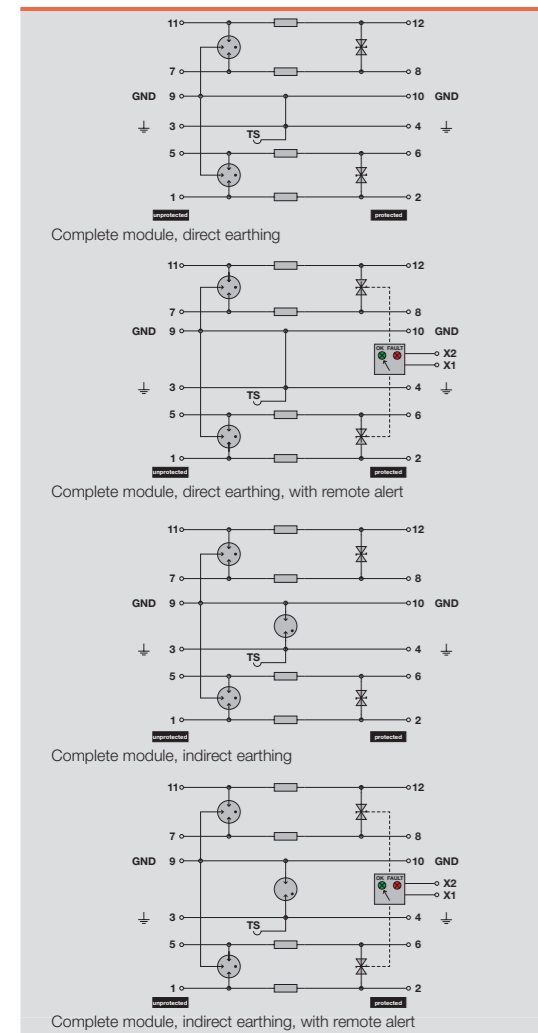 11 12
7 8
GND 9 10 GND
3 4
TS
5 6
1 2
unprotected protected
Complete module, direct earthing
11 12
7 8
GND 9 10 GND
OK FAULT
X2
X1
3 4
TS
5 6
1 2
unprotected protected
Complete module, direct earthing, with remote alert
11 12
7 8
GND 9 10 GND
3 4
TS
5 6
1 2
unprotected protected
Complete module, indirect earthing
11 12
7 8
GND 9 10 GND
OK FAULT
X2
X1
3 4
TS
5 6
1 2
unprotected protected
Complete module, indirect earthing, with remote alert